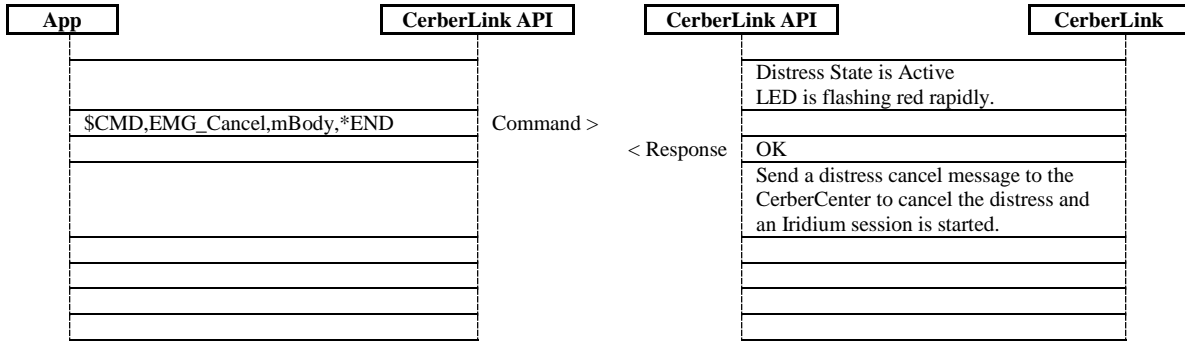 App
CerberLink API
CerberLink API
CerberLink
Distress State is Active
LED is flashing red rapidly.
$CMD,EMG_Cancel,mBody,*END
Command >
< Response
OK
Send a distress cancel message to the
CerberCenter to cancel the distress and
an Iridium session is started.